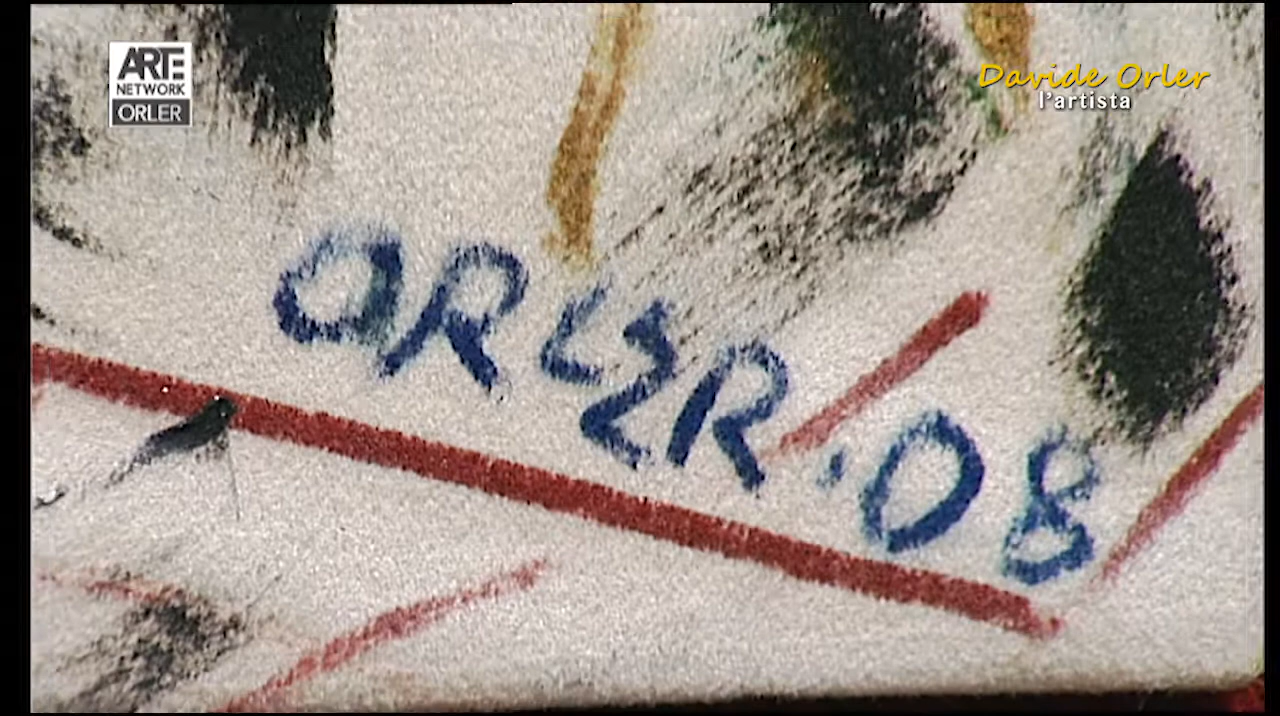 ARTE
NETWORK
ORLER
Davide Orler
l'artista
ORLER.08